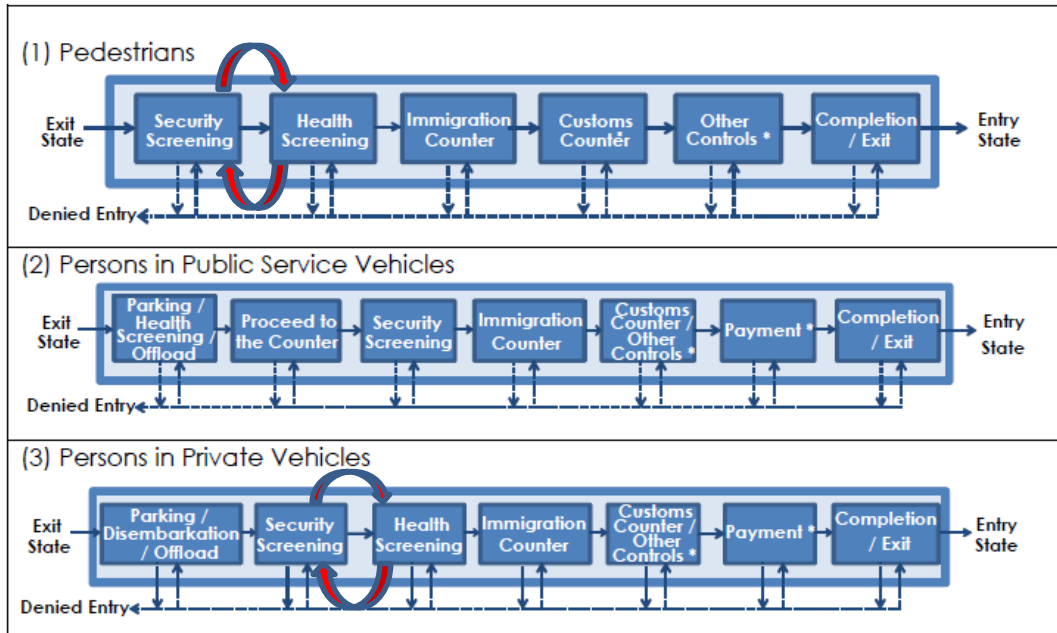 (1) Pedestrians
Exit
State
Security
Screening
Health
Screening
Immigration
Counter
Customs
Counter*
Other
Controls *
Completion
/ Exit
Entry
State
Denied Entry
(2) Persons in Public Service Vehicles
Exit
State
Parking /
Health
Screening /
Offload
Proceed to
the Counter
Security
Screening
Immigration
Counter
Customs
Counter /
Other
Controls *
Payment *
Completion
/ Exit
Entry
State
Denied Entry
(3) Persons in Private Vehicles
Exit
State
Parking /
Disembarkation
/ Offload
Security
Screening
Health
Screening
Immigration
Counter
Customs
Counter /
Other
Controls *
Payment *
Completion
/ Exit
Entry
State
Denied Entry